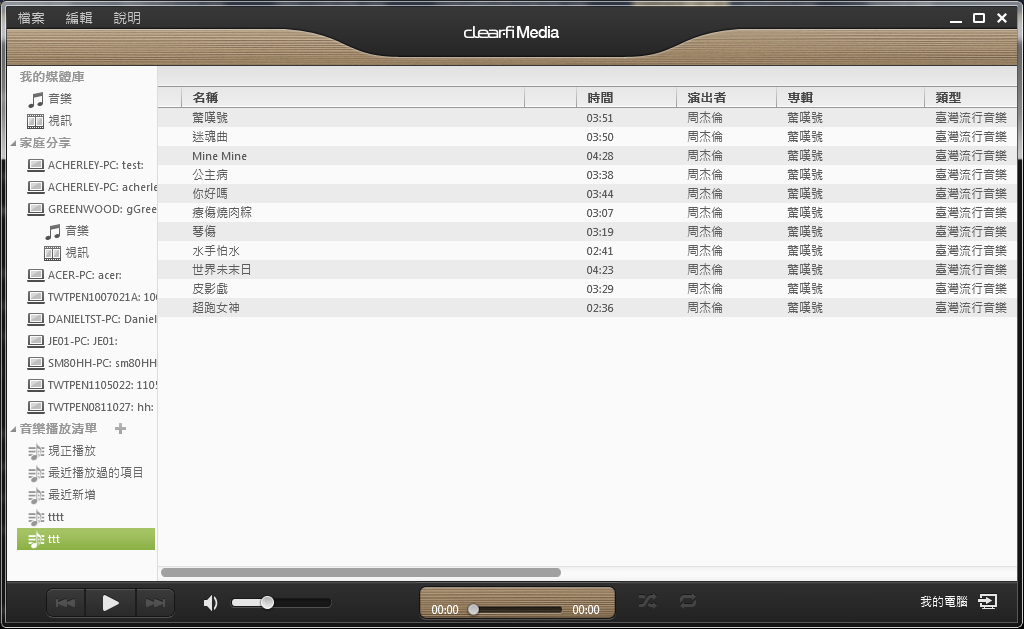 檔案 編輯 說明
clear.fi Media
我的媒體庫
音樂
視訊
家庭分享
ACHERLEY-PC: test:
ACHERLEY-PC: acherle
GREENWOOD: gGree
音樂
視訊
ACER-PC: acer:
TWTPEN1007021A: 100
DANIELTST-PC: Daniel
JE01-PC: JE01:
SM80HH-PC: sm80HH
TWTPEN1105022: 1105
TWTPEN0811027: hh:
音樂播放清單
現正播放
最近播放過的項目
最近新增
tttt
ttt
名稱 時間 演出者 專輯 類型
驚嘆號 03:51 周杰倫 驚嘆號 臺灣流行音樂
迷魂曲 03:50 周杰倫 驚嘆號 臺灣流行音樂
Mine Mine 04:28 周杰倫 驚嘆號 臺灣流行音樂
公主病 03:38 周杰倫 驚嘆號 臺灣流行音樂
你好嗎 03:44 周杰倫 驚嘆號 臺灣流行音樂
療傷燒肉粽 03:07 周杰倫 驚嘆號 臺灣流行音樂
琴傷 03:19 周杰倫 驚嘆號 臺灣流行音樂
水手怕水 02:41 周杰倫 驚嘆號 臺灣流行音樂
世界未末日 04:23 周杰倫 驚嘆號 臺灣流行音樂
皮影戲 03:29 周杰倫 驚嘆號 臺灣流行音樂
超跑女神 02:36 周杰倫 驚嘆號 臺灣流行音樂
00:00 00:00
我的電腦